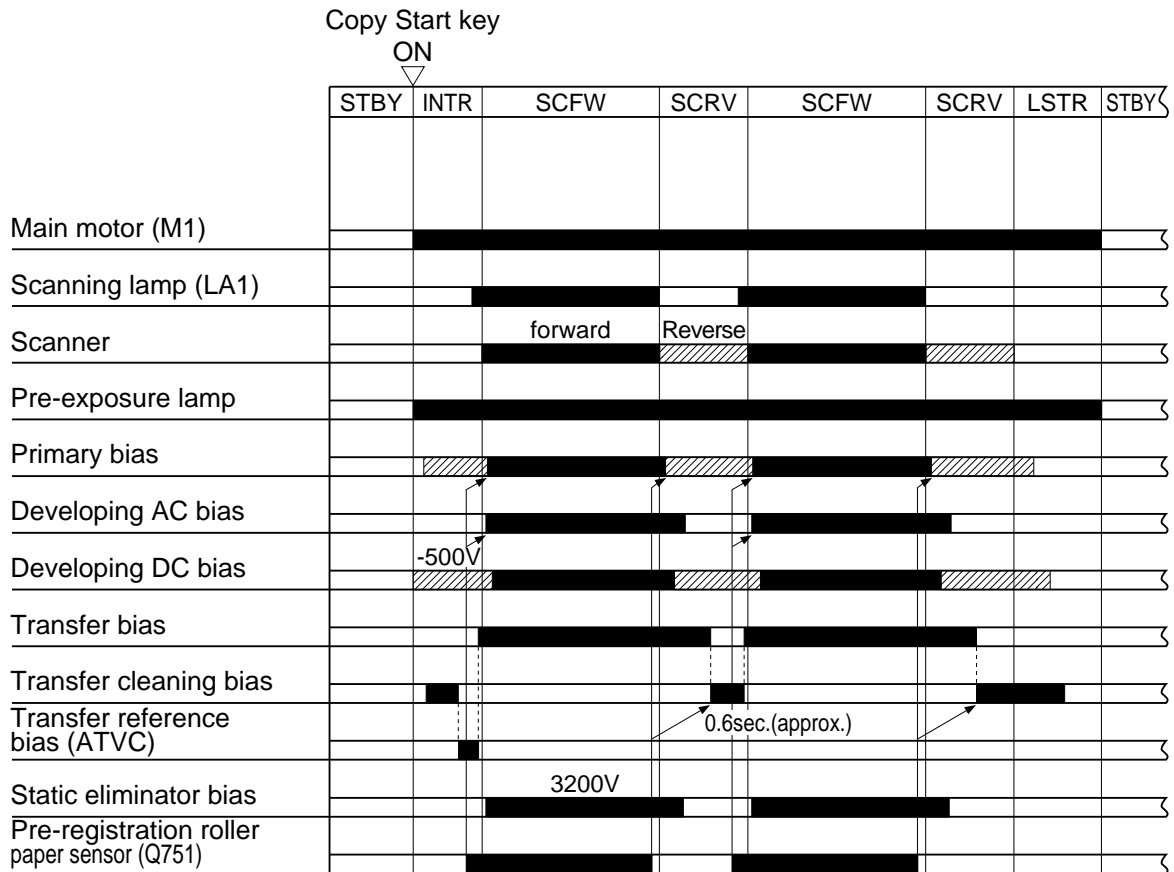 Copy Start key
ON
STBY INTR SCFW SCRV SCFW SCRV LSTR STBY
Main motor (M1)
Scanning lamp (LA1)
forward Reverse
Scanner
Pre-exposure lamp
Primary bias
Developing AC bias
-500V
Developing DC bias
Transfer bias
Transfer cleaning bias
Transfer reference
0.6sec.(approx.)
bias (ATVC)
3200V
Static eliminator bias
Pre-registration roller
paper sensor (Q751)